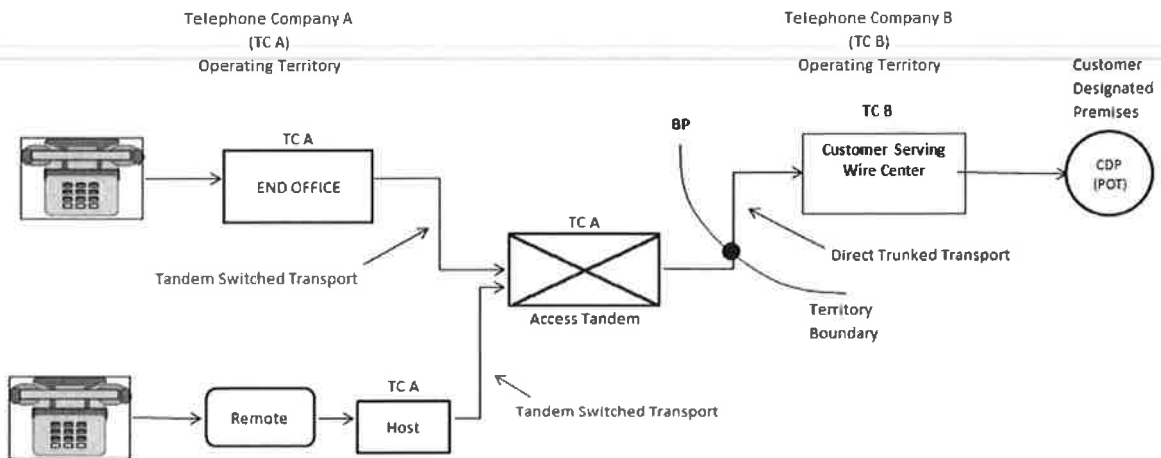 Telephone Company A
(TC A)
Operating Territory
Telephone Company B
(TC B)
Operating Territory
Customer
Designated
Premises
TC A
END OFFICE
BP
TC B
Customer Serving
Wire Center
CDP
(POT)
TC A
Tandem Switched Transport
Direct Trunked Transport
Access Tandem
Territory
Boundary
TC A
Remote
Host
Tandem Switched Transport